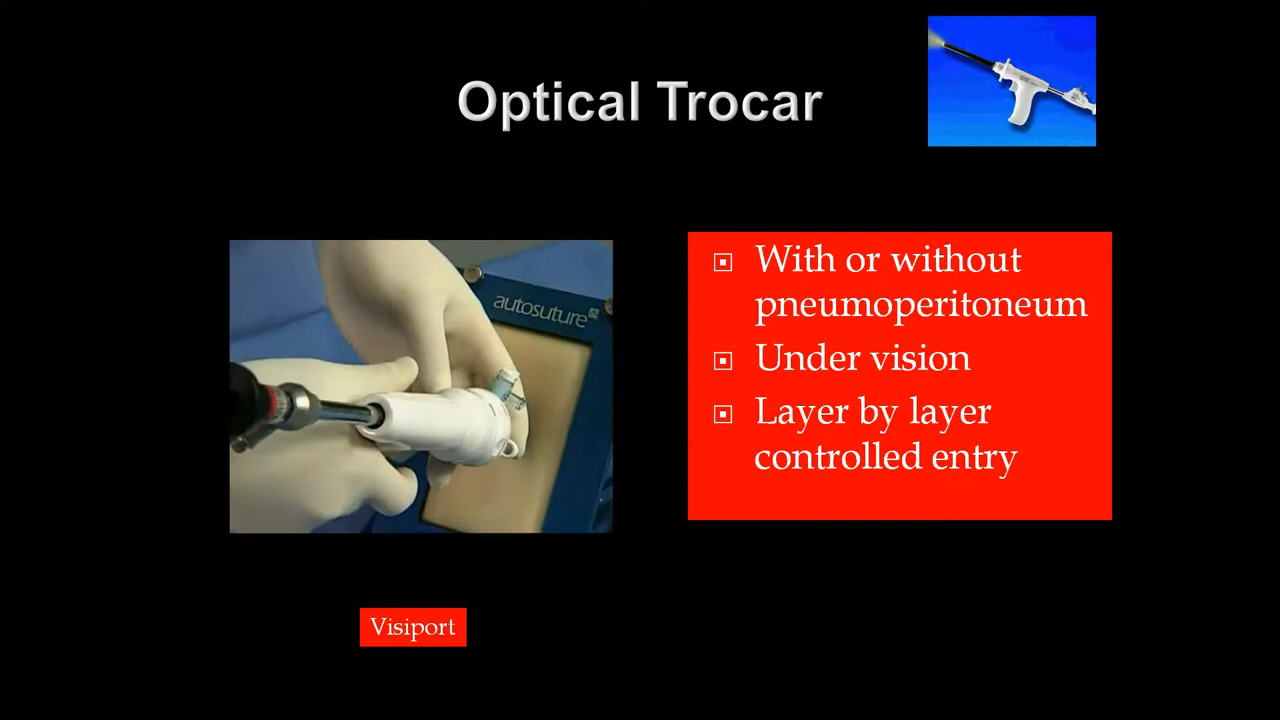 Optical Trocar
autosuture
With or without
pneumoperitoneum
Under vision
Layer by layer
controlled entry
Visiport